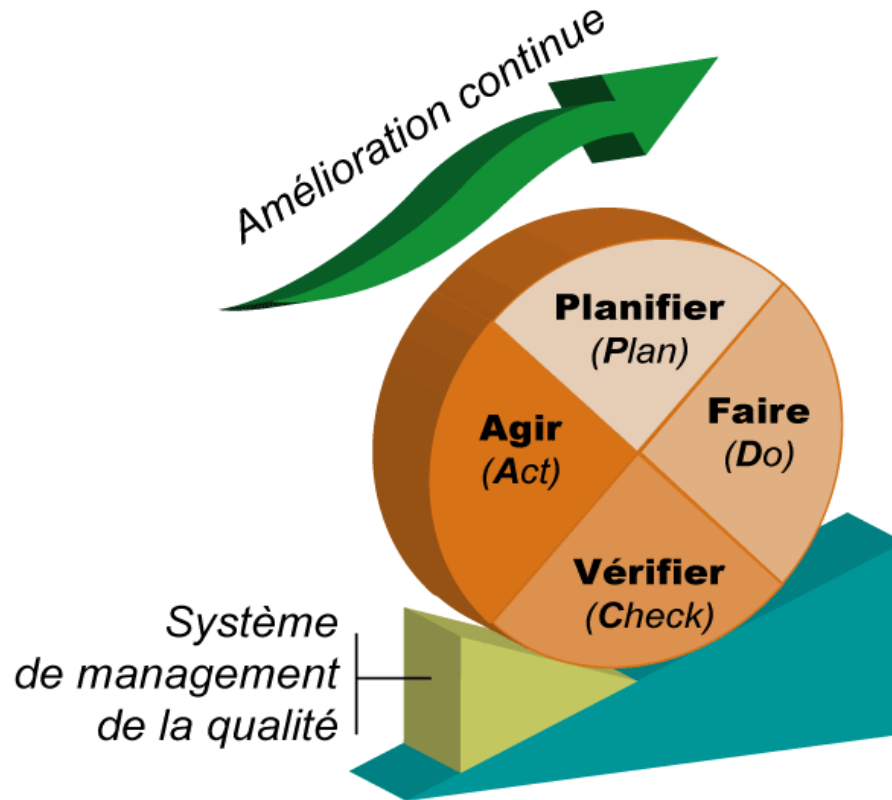 Amélioration continue
Planifier
(Plan)
Faire
(Do)
Agir
(Act)
Vérifier
(Check)
Système
de management
de la qualité